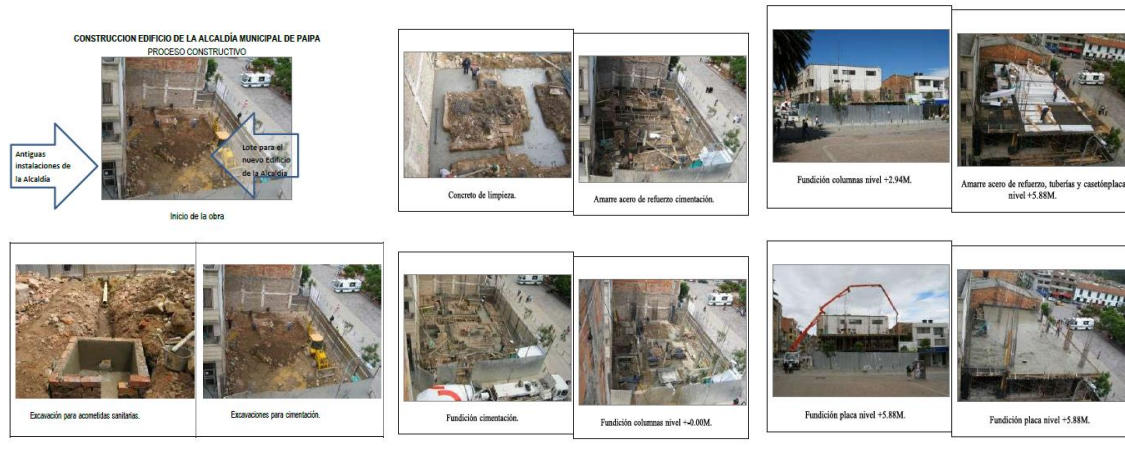 CONSTRUCCION EDIFICIO DE LA ALCALDÍA MUNICIPAL DE PAIPA
PROCESO CONSTRUCTIVO
Antiguas
instalaciones de
la Alcaldía
Lote para el
nuevo Edificio
de la Alcaldía
Inicio de la obra
Excavación para acometidas sanitarias.
Excavaciones para cimentación.
Concreto de limpieza.
Amarre acero de refuerzo cimentación.
Fundición cimentación.
Fundición columnas nivel +-0.00M.
Fundición columnas nivel +2.94M.
Amarre acero de refuerzo, tuberías y casetónplaca
nivel +5.88M.
Fundición placa nivel +5.88M.
Fundición placa nivel +5.88M.